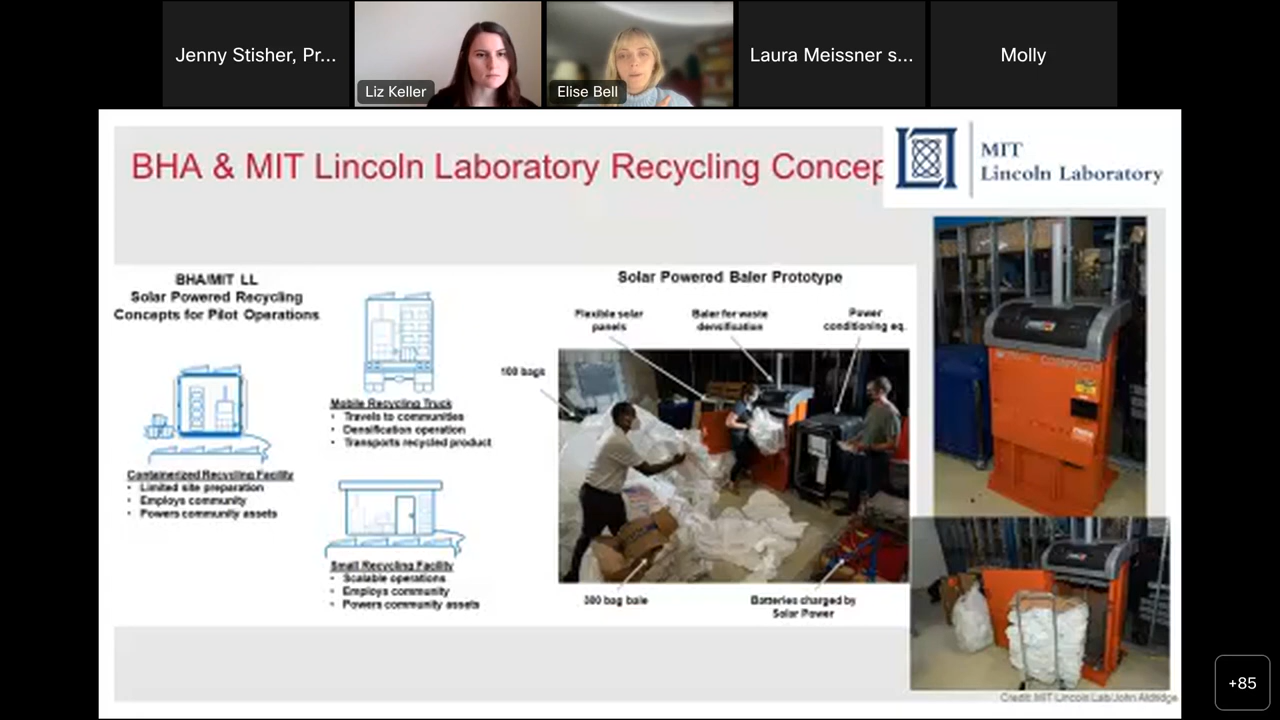 Jenny Stisher, Pr...
Liz Keller
Elise Bell
Laura Meissner s...
Molly
BHA & MIT Lincoln Laboratory Recycling Concep
MIT
Lincoln Laboratory
BHA/MIT LL
Solar Powered Recycling
Concepts for Pilot Operations
Mobile Recycling Truck
• Travels to communities
• Densification operation
• Transports recycled product
Containerized Recycling Facility
• Limited site preparation
• Employs community
• Powers community assets
Small Recycling Facility
• Scalable operations
• Employs community
• Powers community assets
Solar Powered Baler Prototype
Flexible solar
panels
Baler for waste
densification
Power
conditioning eq.
100 bags
300 bag bale
Batteries charged by
Solar Power
Credit: MIT Lincoln Lab/John Aldridge
+85